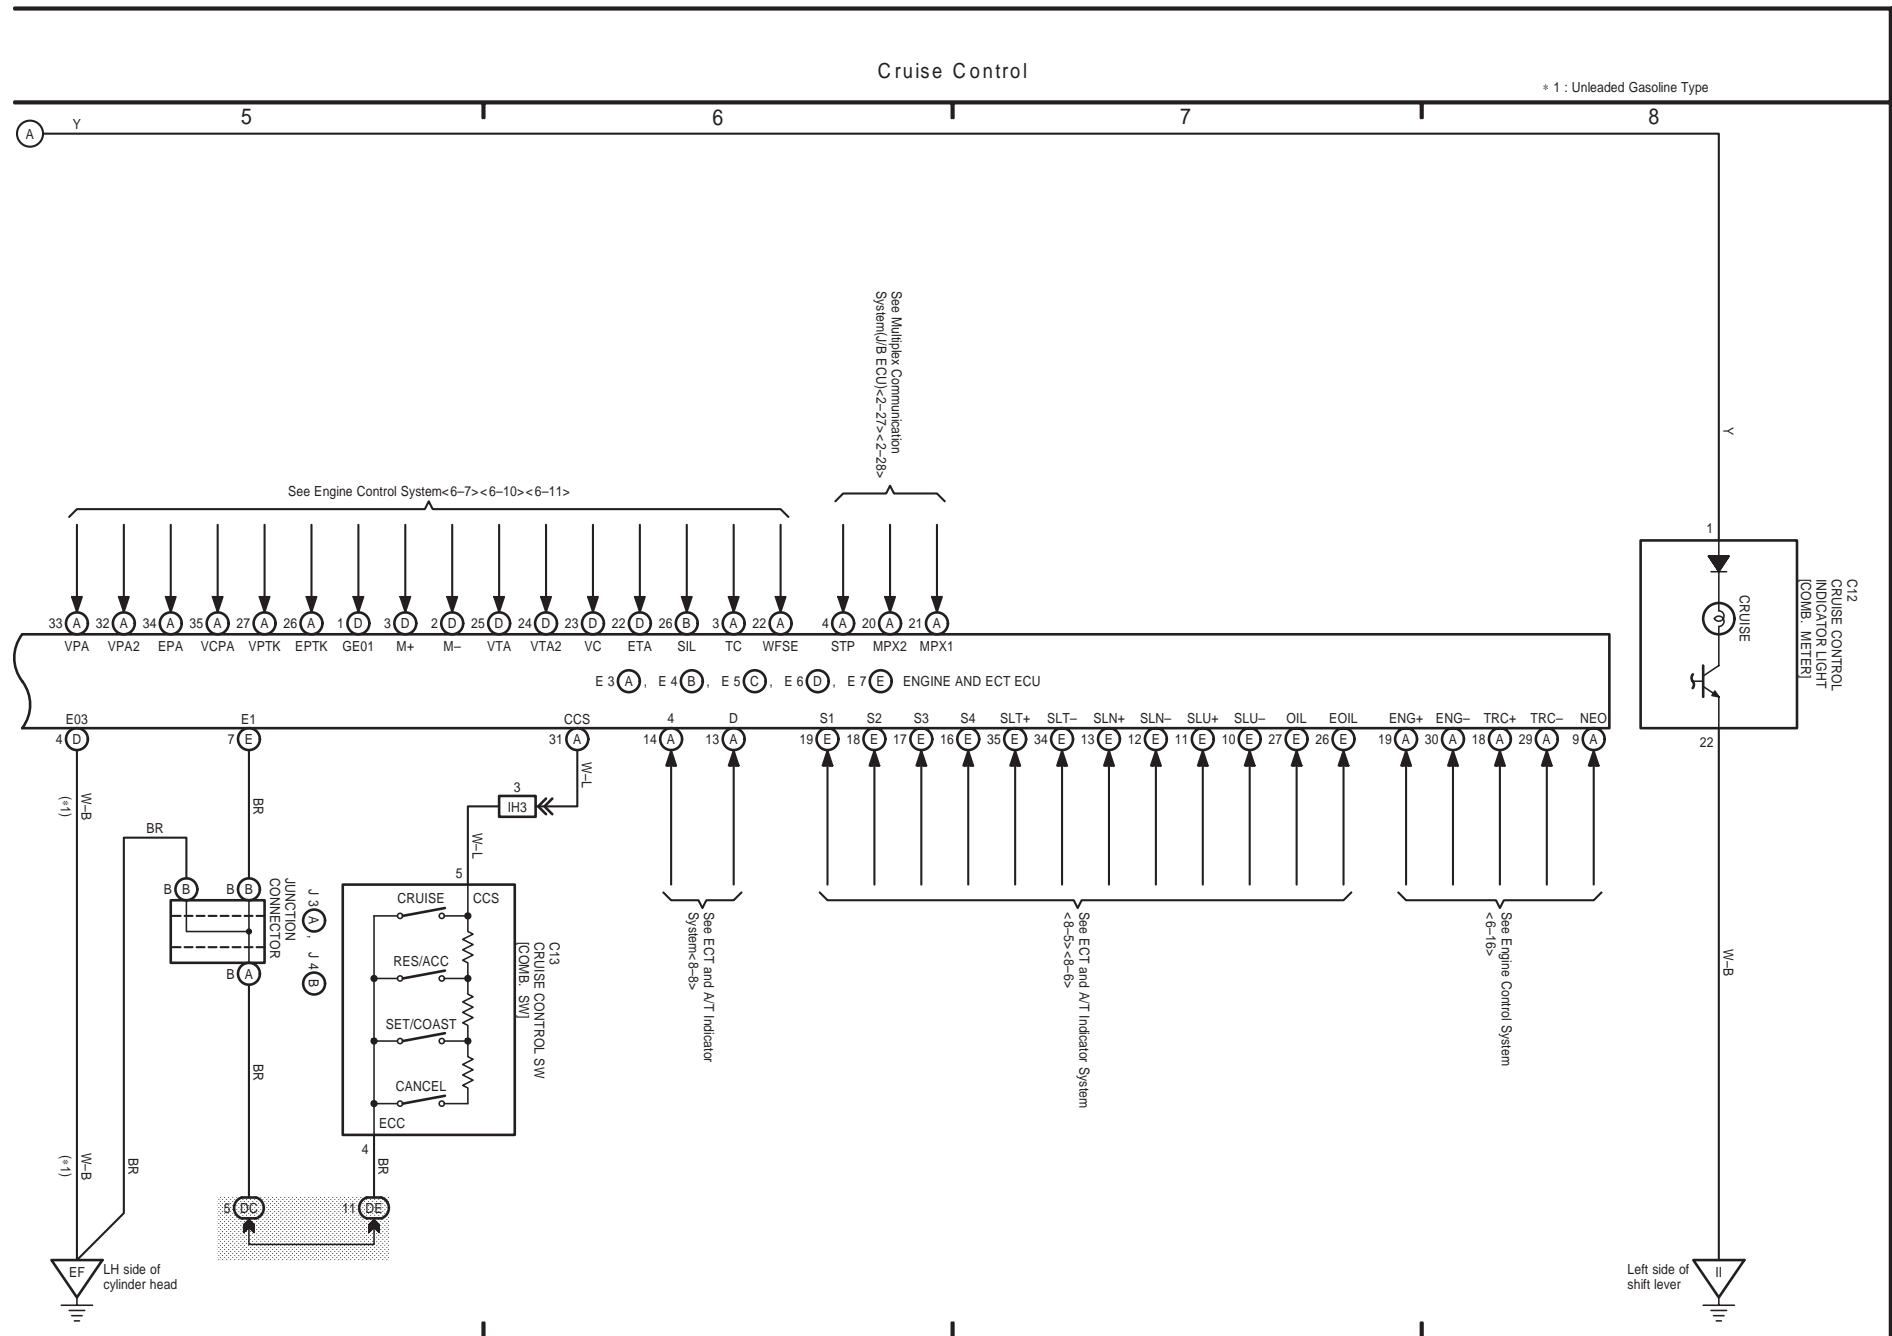 Cruise Control
∗ 1 : Unleaded Gasoline Type
5 6 7 8
A Y
See Multiplex Communication
System(J/B ECU)<2–27><2–28>
Y
See Engine Control System<6–7><6–10><6–11>
1
C12
CRUISE CONTROL
INDICATOR LIGHT
[COMB. METER]
CRUISE
33 A 32 A 34 A 35 A 27 A 26 A 1 D 3 D 2 D 25 D 24 D 23 D 22 D 26 B 3 A 22 A 4 A 20 A 21 A
VPA VPA2 EPA VCPA VPTK EPTK GE01 M+ M– VTA VTA2 VC ETA SIL TC WFSE STP MPX2 MPX1
E 3 A , E 4 B , E 5 C , E 6 D , E 7 E ENGINE AND ECT ECU
E03 E1 CCS 4 D S1 S2 S3 S4 SLT+ SLT– SLN+ SLN– SLU+ SLU– OIL EOIL ENG+ ENG– TRC+ TRC– NEO
4 D 7 E 31 A 14 A 13 A 19 E 18 E 17 E 16 E 35 E 34 E 13 E 12 E 11 E 10 E 27 E 26 E 19 A 30 A 18 A 29 A 9 A
22
W–B
(∗1)
BR
BR
W–L
3
IH3
W–L
5
B B B B
JUNCTION
CONNECTOR
J 3 A , J 4 B
B A
CRUISE CCS
RES/ACC
SET/COAST
CANCEL
ECC
C13
CRUISE CONTROL SW
[COMB. SW]
See ECT and A/T Indicator
System<8–8>
See ECT and A/T Indicator System
<8–5><8–6>
See Engine Control System
<6–16>
W–B
BR
4
BR
W–B
(∗1)
BR
5 DC 11 DE
EF
LH side of
cylinder head
Left side of
shift lever
II